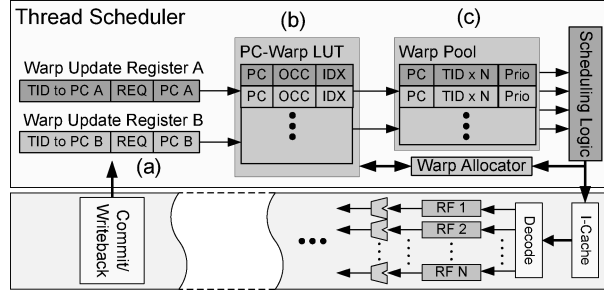 Thread Scheduler
(b)
(c)
Warp Update Register A
TID to PC A REQ PC A
Warp Update Register B
TID to PC B REQ PC B
(a)
PC-Warp LUT
PC OCC IDX
PC OCC IDX
Warp Pool
PC TID x N Prio
PC TID x N Prio
Scheduling Logic
Warp Allocator
Commit/
Writeback
RF 1
RF 2
RF N
Decode
I-Cache